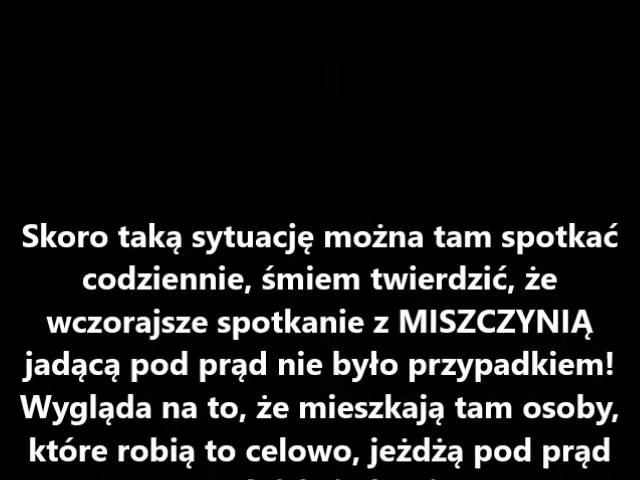 Skoro taką sytuację można tam spotkać
codziennie, śmiem twierdzić, że
wczorajsze spotkanie z MISZCZYNIĄ
jadącą pod prąd nie było przypadkiem!
Wygląda na to, że mieszkają tam osoby,
które robią to celowo, jeżdżą pod prąd